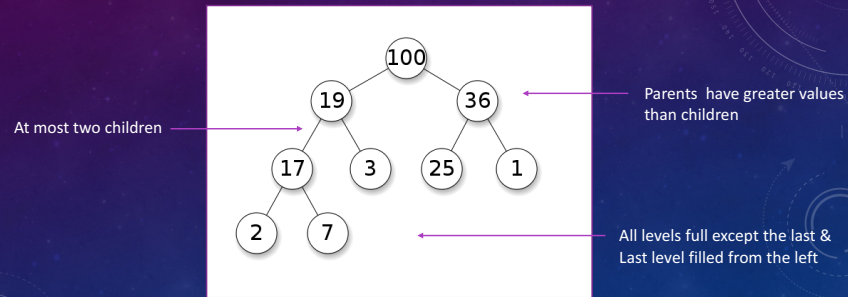 100
19
36
Parents  have greater values
than children
At most two children
17
3
25
1
2
7
All levels full except the last &
Last level filled from the left